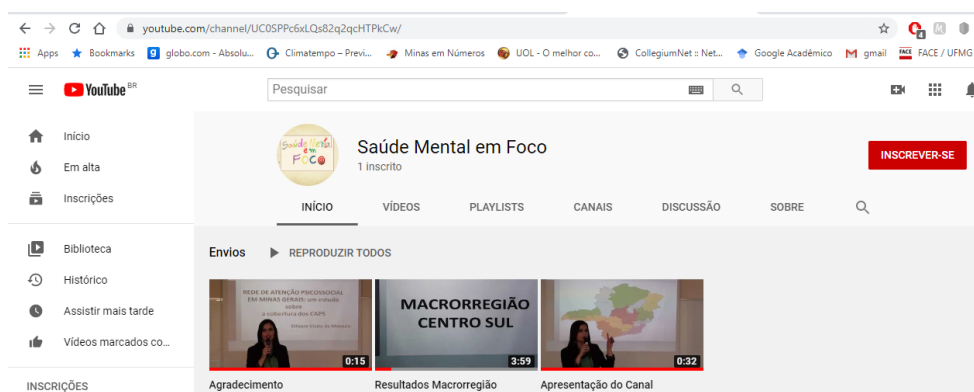 youtube.com/channel/UC0SPPc6xLQs82q2qcHTPkCw/
Apps Bookmarks globo.com - Absolu... Climatempo – Previ... Minas em Números UOL - O melhor co... CollegiumNet :: Net... Google Acadêmico gmail FACE / UFMG
YouTube BR
Pesquisar
Início
Em alta
Inscrições
Biblioteca
Histórico
Assistir mais tarde
Vídeos marcados co...
INSCRIÇÕES
Saúde Mental
em
FOCO
Saúde Mental em Foco
1 inscrito
INSCREVER-SE
INÍCIO VÍDEOS PLAYLISTS CANAIS DISCUSSÃO SOBRE
Envios REPRODUZIR TODOS
REDE DE ATENÇÃO PSICOSSOCIAL
EM MINAS GERAIS: um estudo
sobre
a cobertura dos CAPS
0:15
Agradecimento
MACRORREGIÃO
CENTRO SUL
3:59
Resultados Macrorregião
0:32
Apresentação do Canal